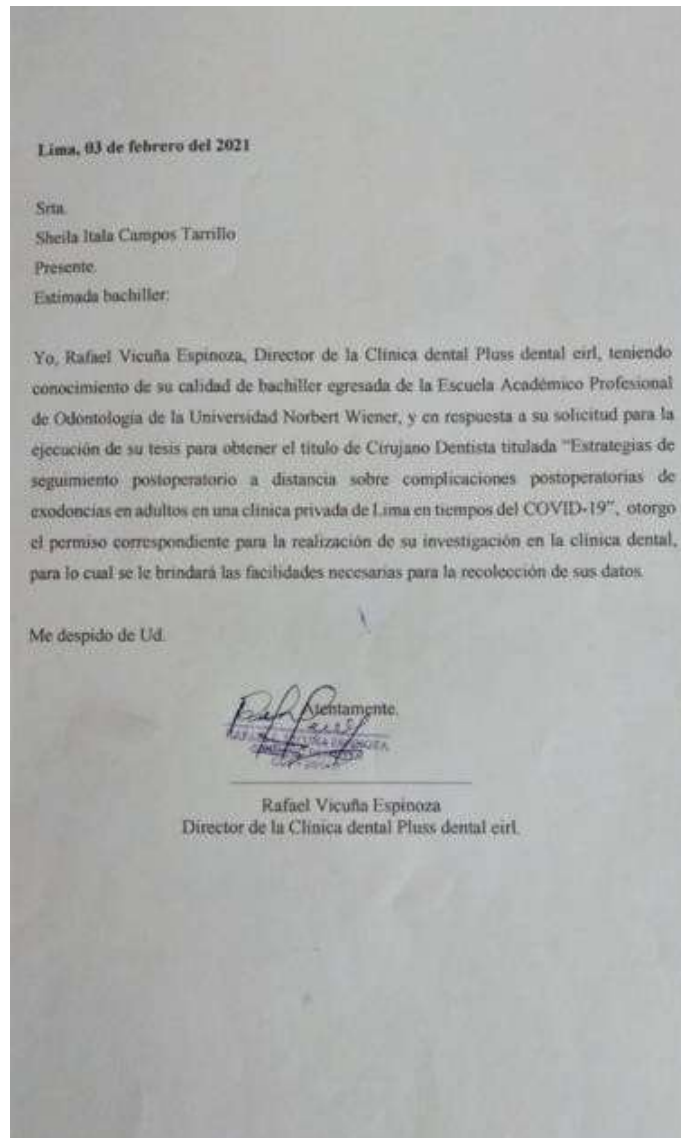 Lima, 03 de febrero del 2021
Srta.
Sheila Itala Campos Tarrillo
Presente.
Estimada bachiller:
Yo, Rafael Vicuña Espinoza, Director de la Clínica dental Pluss dental eirl, teniendo
conocimiento de su calidad de bachiller egresada de la Escuela Académico Profesional
de Odontología de la Universidad Norbert Wiener, y en respuesta a su solicitud para la
ejecución de su tesis para obtener el título de Cirujano Dentista titulada "Estrategias de
seguimiento postoperatorio a distancia sobre complicaciones postoperatorias de
exodoncias en adultos en una clínica privada de Lima en tiempos del COVID-19", otorgo
el permiso correspondiente para la realización de su investigación en la clínica dental,
para lo cual se le brindará las facilidades necesarias para la recolección de sus datos.
Me despido de Ud.
Atentamente.
Rafael Vicuña Espinoza
Director de la Clínica dental Pluss dental eirl.